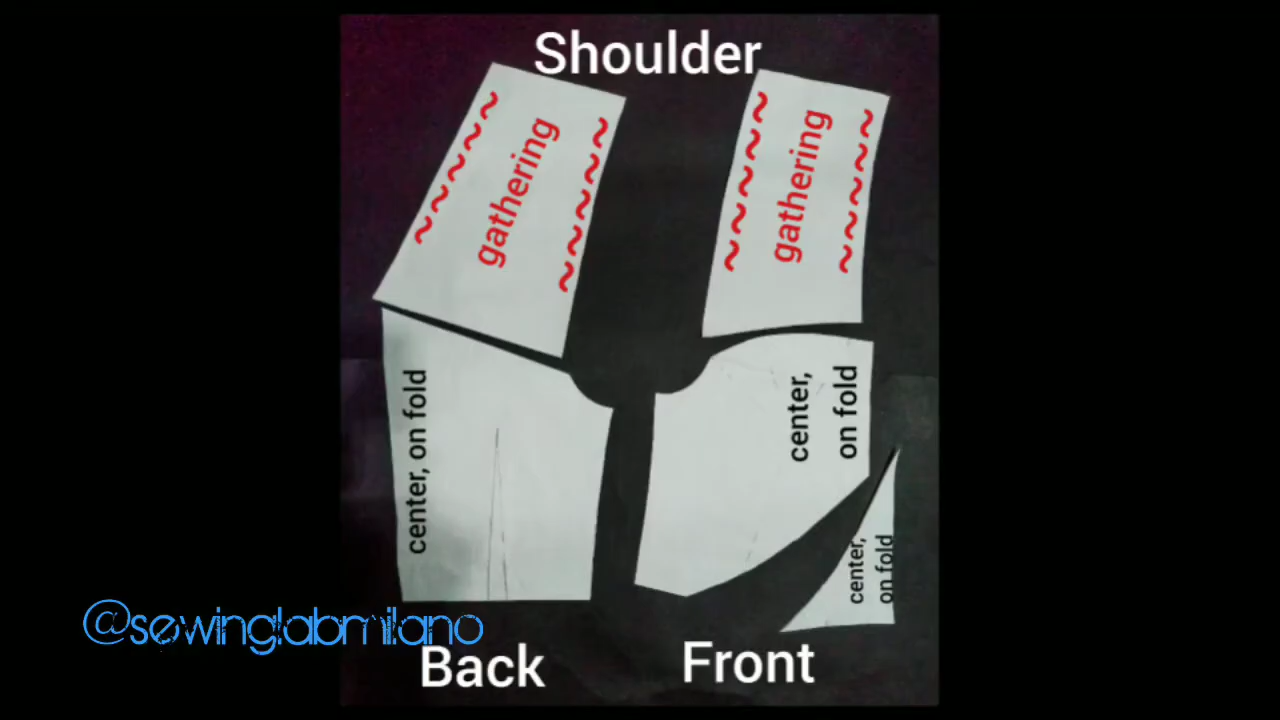 Shoulder
gathering
gathering
center, on fold
center,
on fold
center,
on fold
@sewinglabmilano
Back
Front